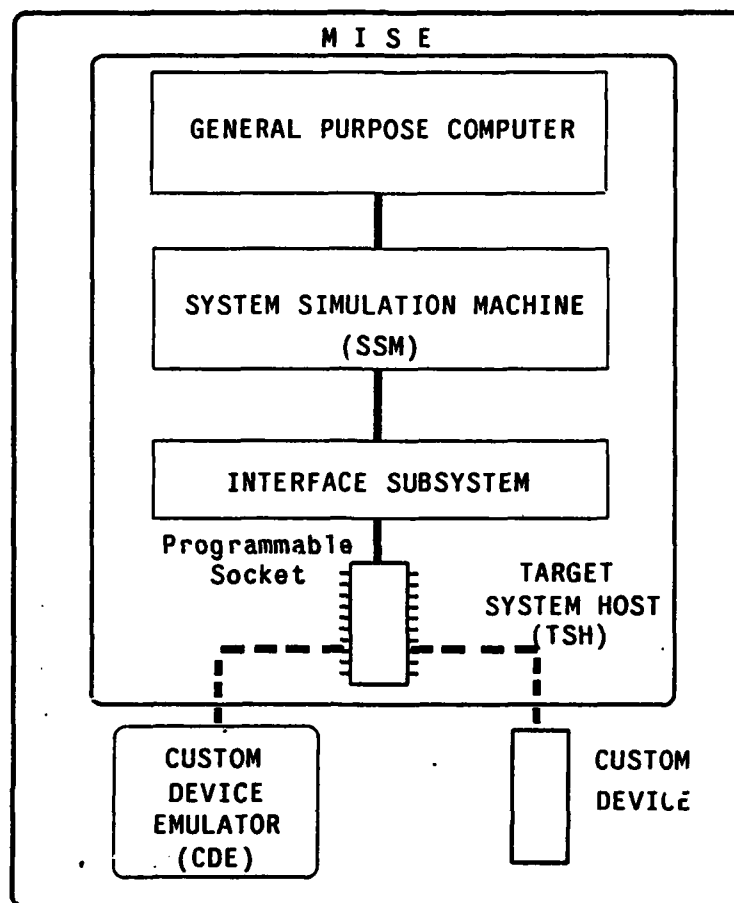 M I S E
GENERAL PURPOSE COMPUTER
SYSTEM SIMULATION MACHINE
(SSM)
INTERFACE SUBSYSTEM
Programmable
Socket
TARGET
SYSTEM HOST
(TSH)
CUSTOM
DEVICE
EMULATOR
(CDE)
CUSTOM
DEVICE